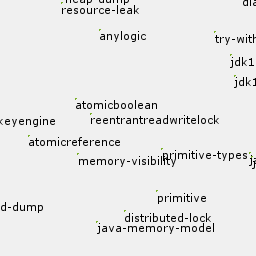 heap-dump
resource-leak
anylogic
try-with
jdk1
jdk1
atomicboolean
keyengine
reentrantreadwritelock
atomicreference
memory-visibility
primitive-types
primitive
d-dump
distributed-lock
java-memory-model